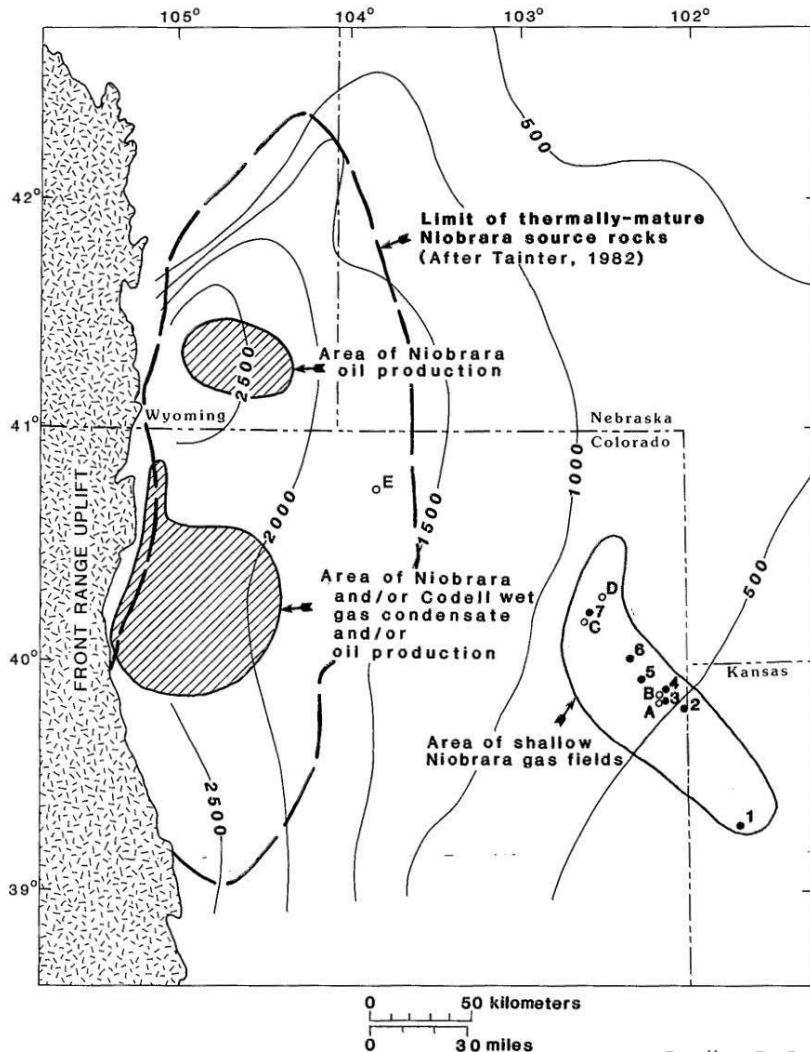 105° 104° 103° 102°
42°
41°
40°
39°
500
Limit of thermally-mature
Niobrara source rocks
(After Tainter, 1982)
2500
Area of Niobrara
oil production
Wyoming
Nebraska
Colorado
1000
E
1500
2000
500
FRONT RANGE UPLIFT
Area of Niobrara
and/or Codell wet
gas condensate
and/or
oil production
D
7
C
6
5
4
B
3
A
2
Kansas
Area of shallow
Niobrara gas fields
2500
1
0 50 kilometers
0 30 miles